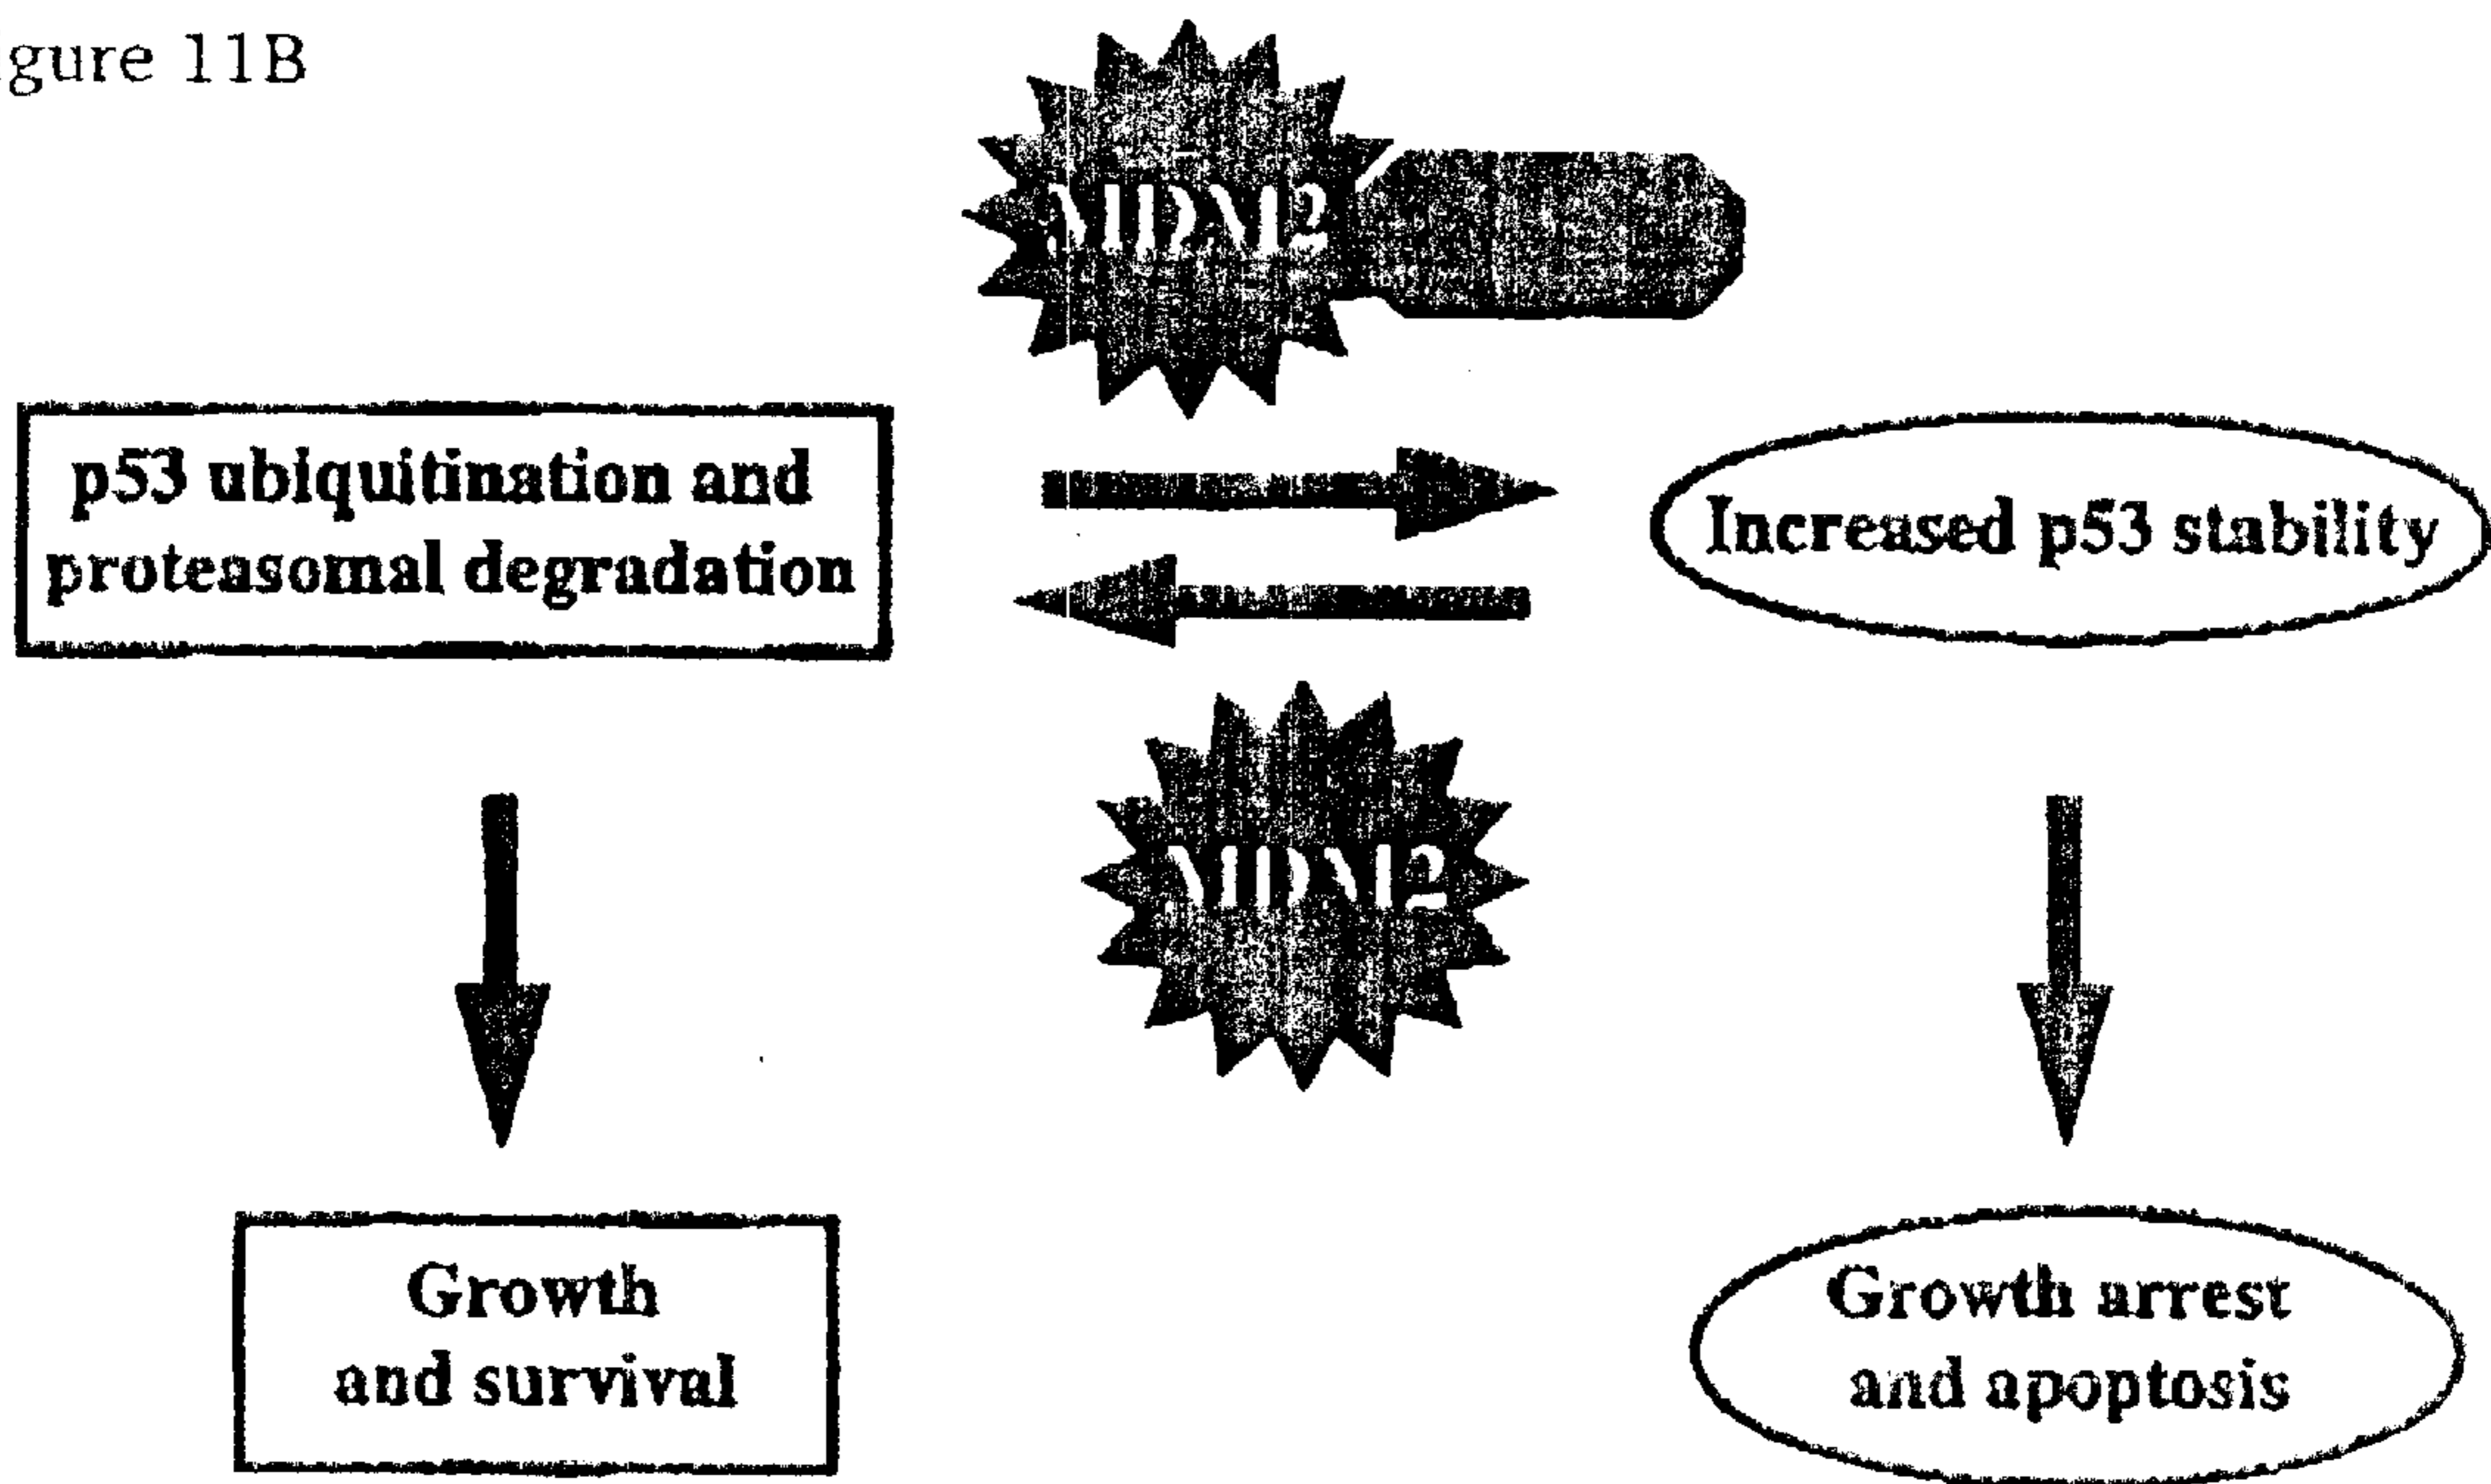 gure 11B
MDM2
p53 ubiquitination and
proteasomal degradation
Increased p53 stability
MDM2
Growth
and survival
Growth arrest
and apoptosis